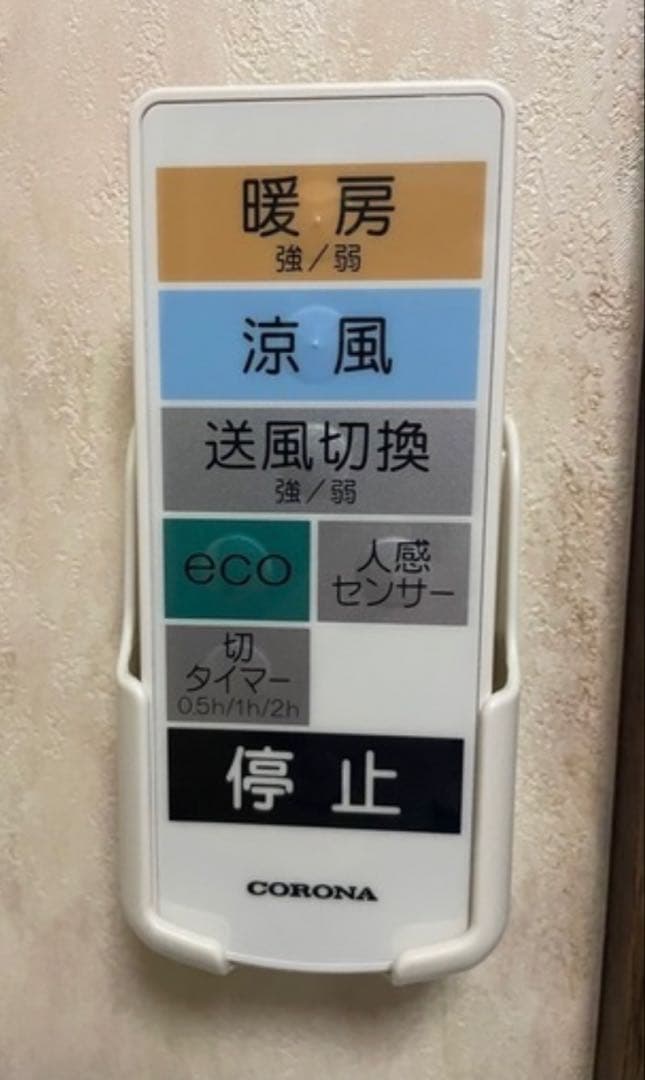 暖房
強/弱
涼風
送風切換
強/弱
eco
人感
センサー
切
タイマー
0.5h/1h/2h
停止
CORONA